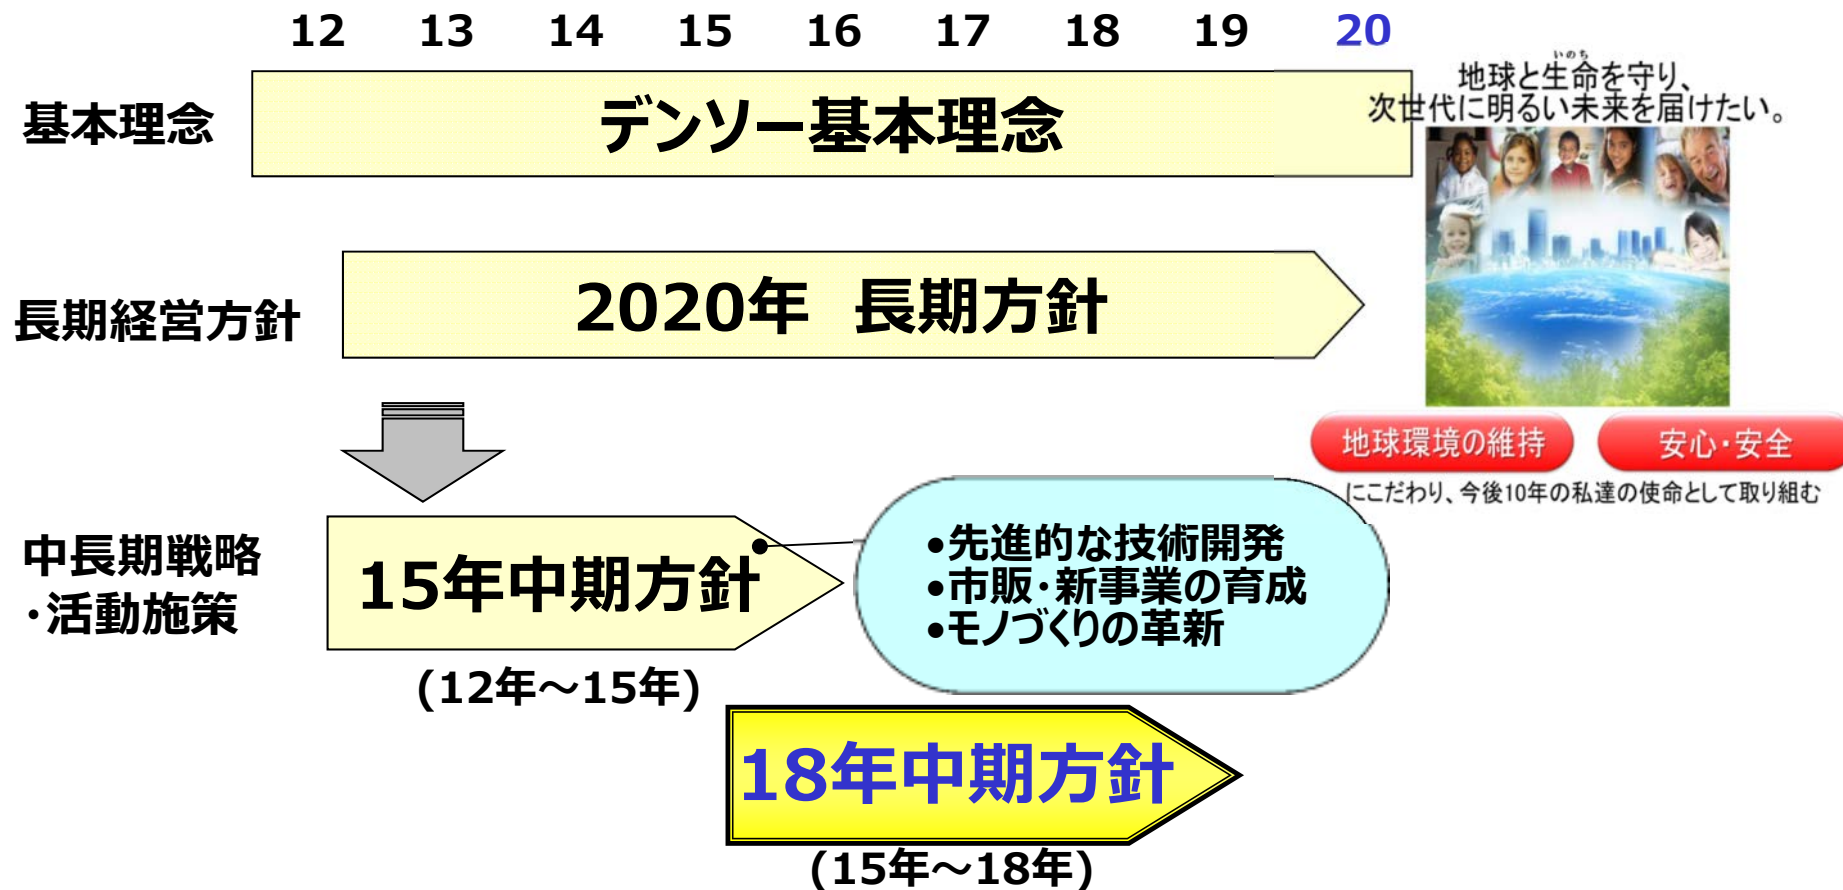 12 13 14 15 16 17 18 19 20
基本理念
デンソー基本理念
いのち
地球と生命を守り、
次世代に明るい未来を届けたい。
長期経営方針
2020年 長期方針
地球環境の維持
安心・安全
にこだわり、今後10年の私達の使命として取り組む
中長期戦略
・活動施策
15年中期方針
(12年～15年)
•先進的な技術開発
•市販・新事業の育成
•モノづくりの革新
18年中期方針
(15年～18年)